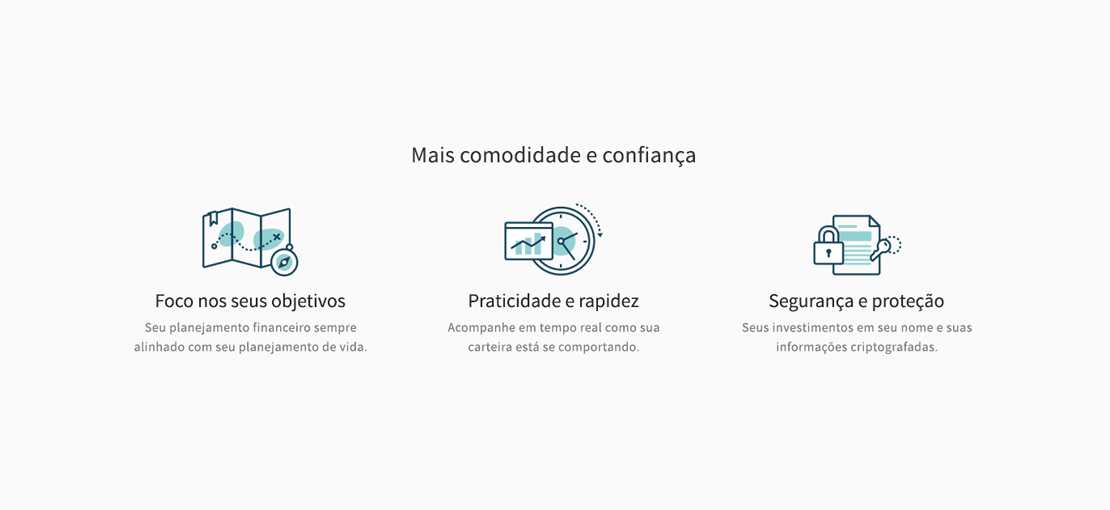 Mais comodidade e confiança
Foco nos seus objetivos
Seu planejamento financeiro sempre
alinhado com seu planejamento de vida.
Praticidade e rapidez
Acompanhe em tempo real como sua
carteira está se comportando.
Segurança e proteção
Seus investimentos em seu nome e suas
informações criptografadas.